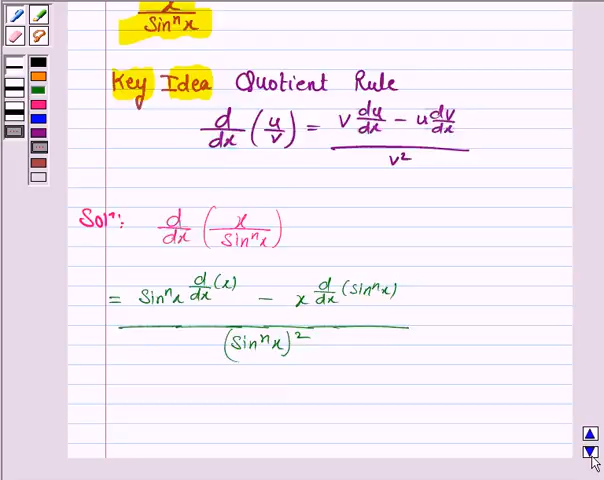 x/Sinⁿx
Key Idea Quotient Rule
d/dx (u/v) = (v du/dx − u dv/dx)/v²
Solⁿ: d/dx (x/sinⁿx)
= (sinⁿx d/dx (x) − x d/dx (sinⁿx))/(sinⁿx)²